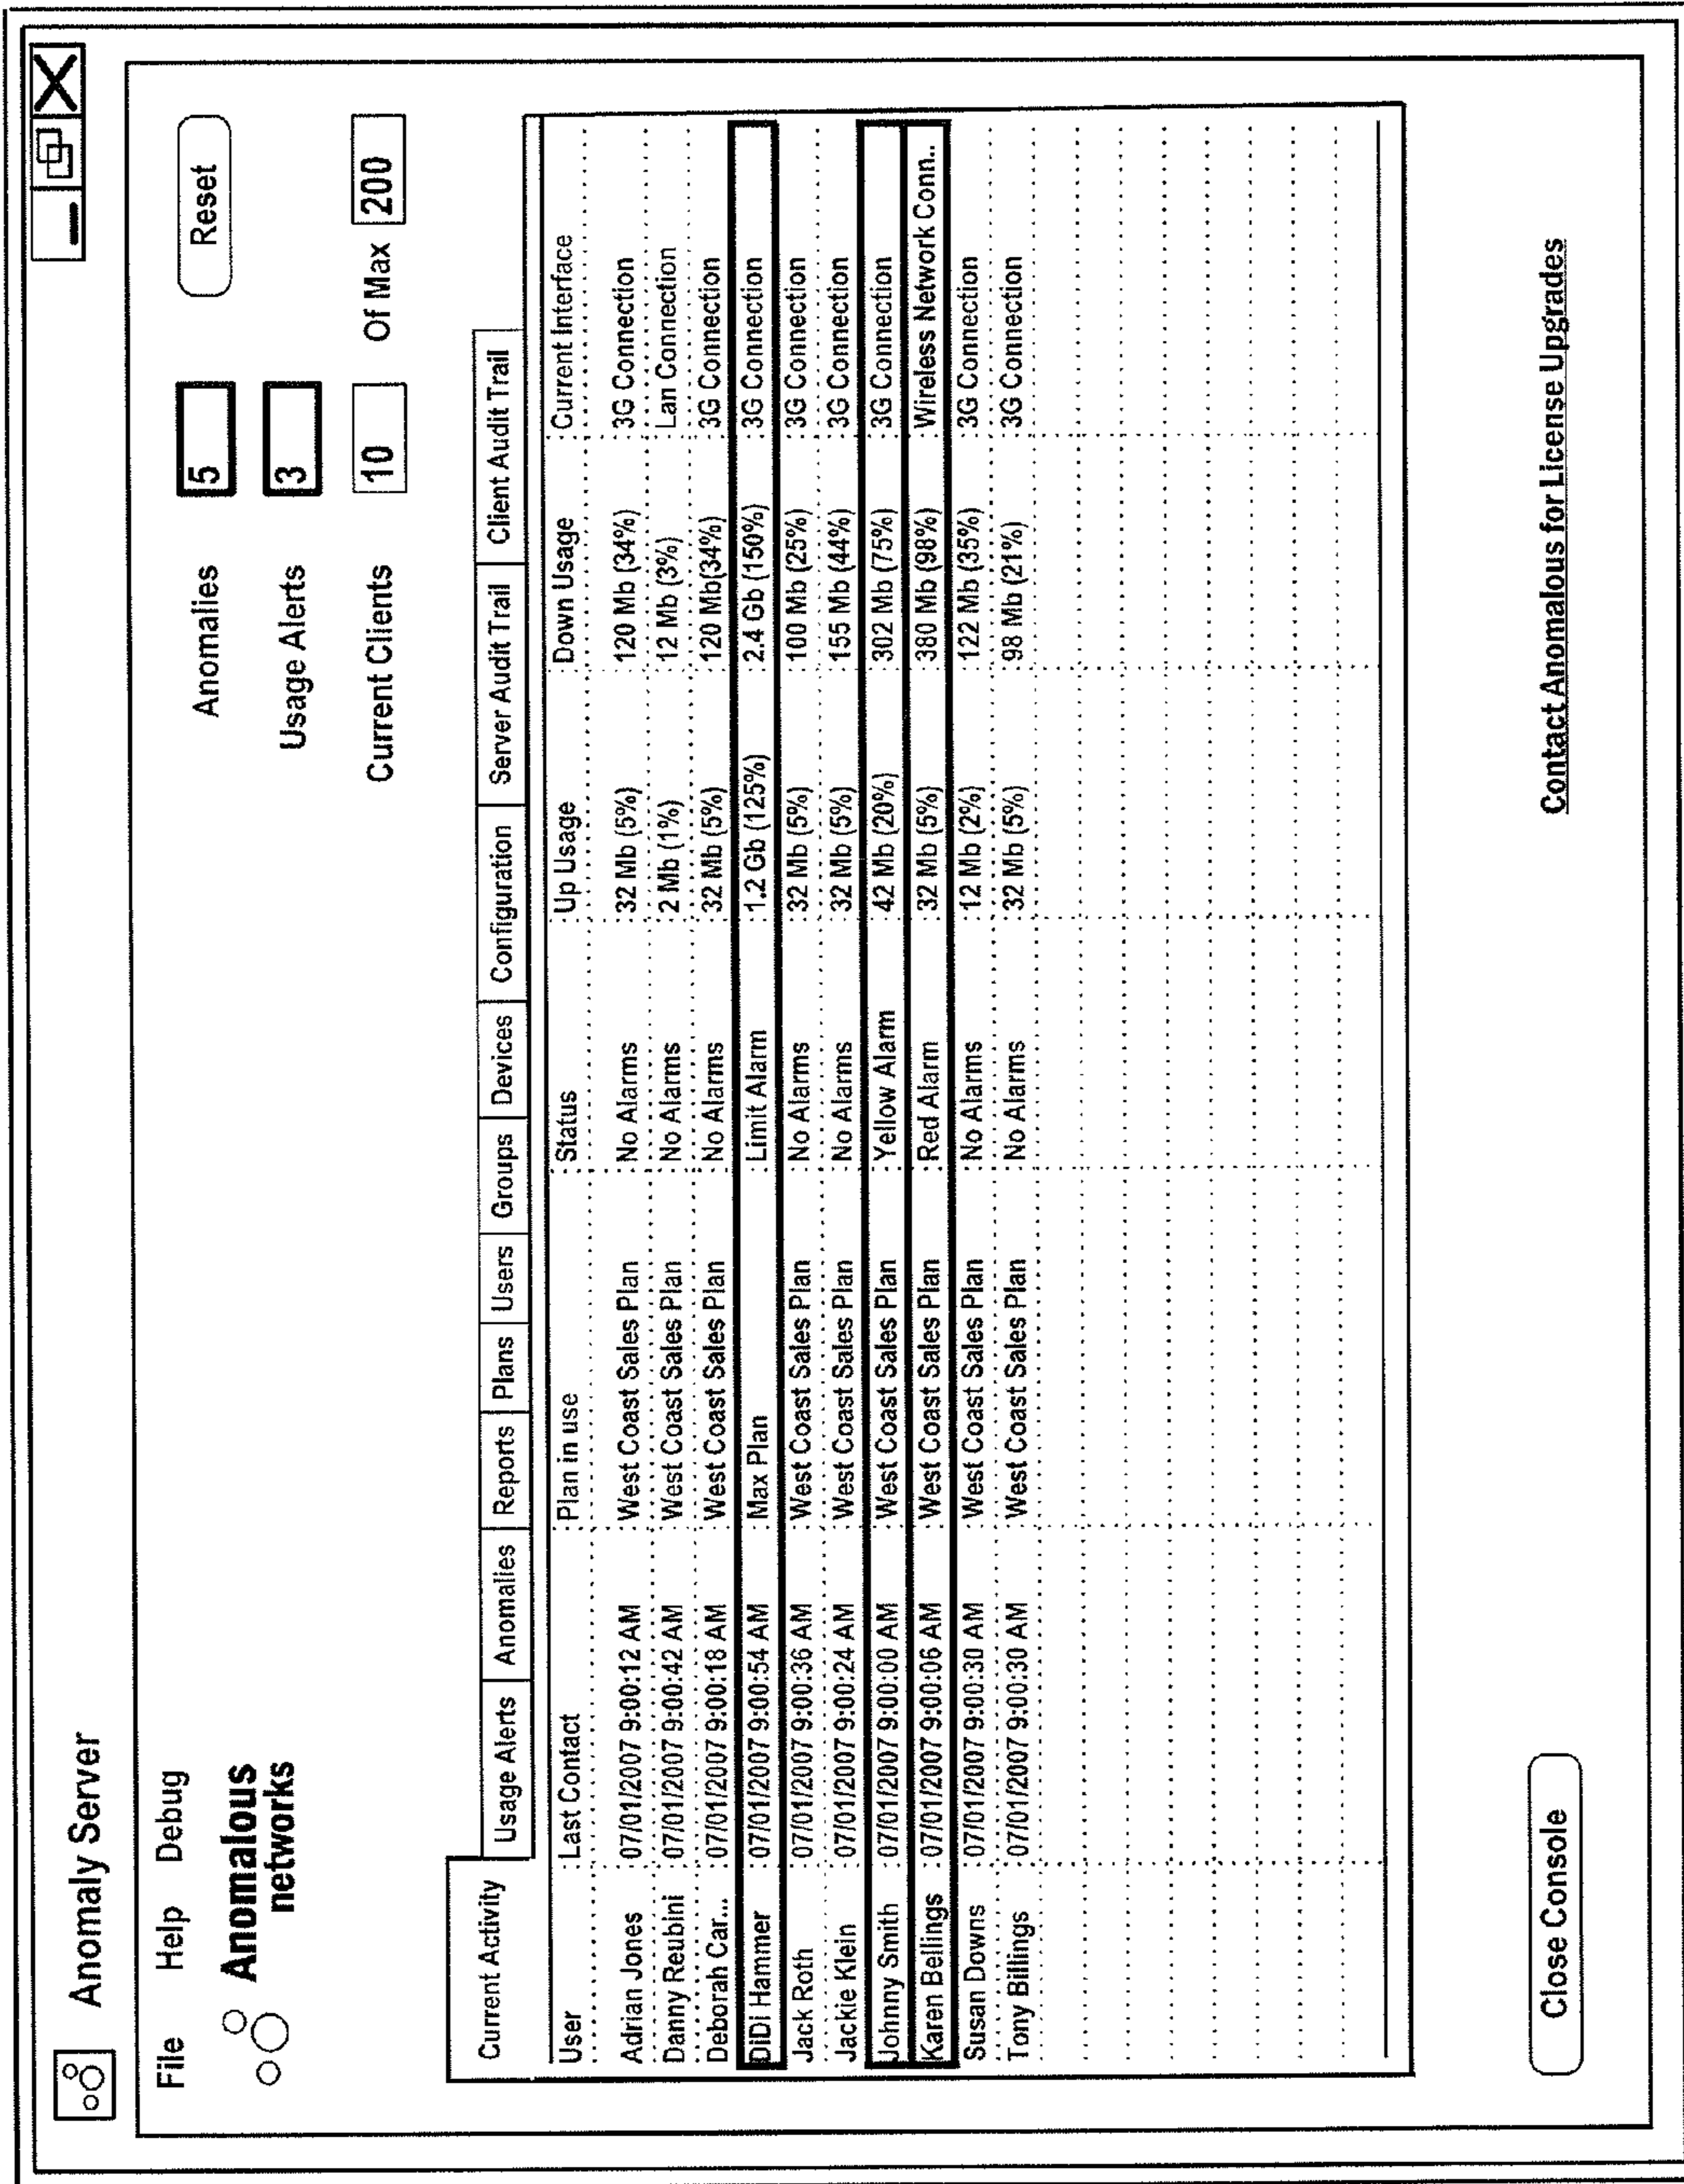 Anomaly Server
File Help Debug
Anomalous
networks
Anomalies 5 Reset
Usage Alerts 3
Current Clients 10 Of Max 200
Current Activity Usage Alerts Anomalies Reports Plans Users Groups Devices Configuration Server Audit Trail Client Audit Trail
User Last Contact Plan in use Status Up Usage Down Usage Current Interface
Adrian Jones 07/01/2007 9:00:12 AM West Coast Sales Plan No Alarms 32 Mb (5%) 120 Mb (34%) 3G Connection
Danny Reubini 07/01/2007 9:00:42 AM West Coast Sales Plan No Alarms 2 Mb (1%) 12 Mb (3%) Lan Connection
Deborah Car... 07/01/2007 9:00:18 AM West Coast Sales Plan No Alarms 32 Mb (5%) 120 Mb(34%) 3G Connection
DiDi Hammer 07/01/2007 9:00:54 AM Max Plan Limit Alarm 1.2 Gb (125%) 2.4 Gb (150%) 3G Connection
Jack Roth 07/01/2007 9:00:36 AM West Coast Sales Plan No Alarms 32 Mb (5%) 100 Mb (25%) 3G Connection
Jackie Klein 07/01/2007 9:00:24 AM West Coast Sales Plan No Alarms 32 Mb (5%) 155 Mb (44%) 3G Connection
Johnny Smith 07/01/2007 9:00:00 AM West Coast Sales Plan Yellow Alarm 42 Mb (20%) 302 Mb (75%) 3G Connection
Karen Bellings 07/01/2007 9:00:06 AM West Coast Sales Plan Red Alarm 32 Mb (5%) 380 Mb (98%) Wireless Network Conn..
Susan Downs 07/01/2007 9:00:30 AM West Coast Sales Plan No Alarms 12 Mb (2%) 122 Mb (35%) 3G Connection
Tony Billings 07/01/2007 9:00:30 AM West Coast Sales Plan No Alarms 32 Mb (5%) 98 Mb (21%) 3G Connection
Close Console Contact Anomalous for License Upgrades